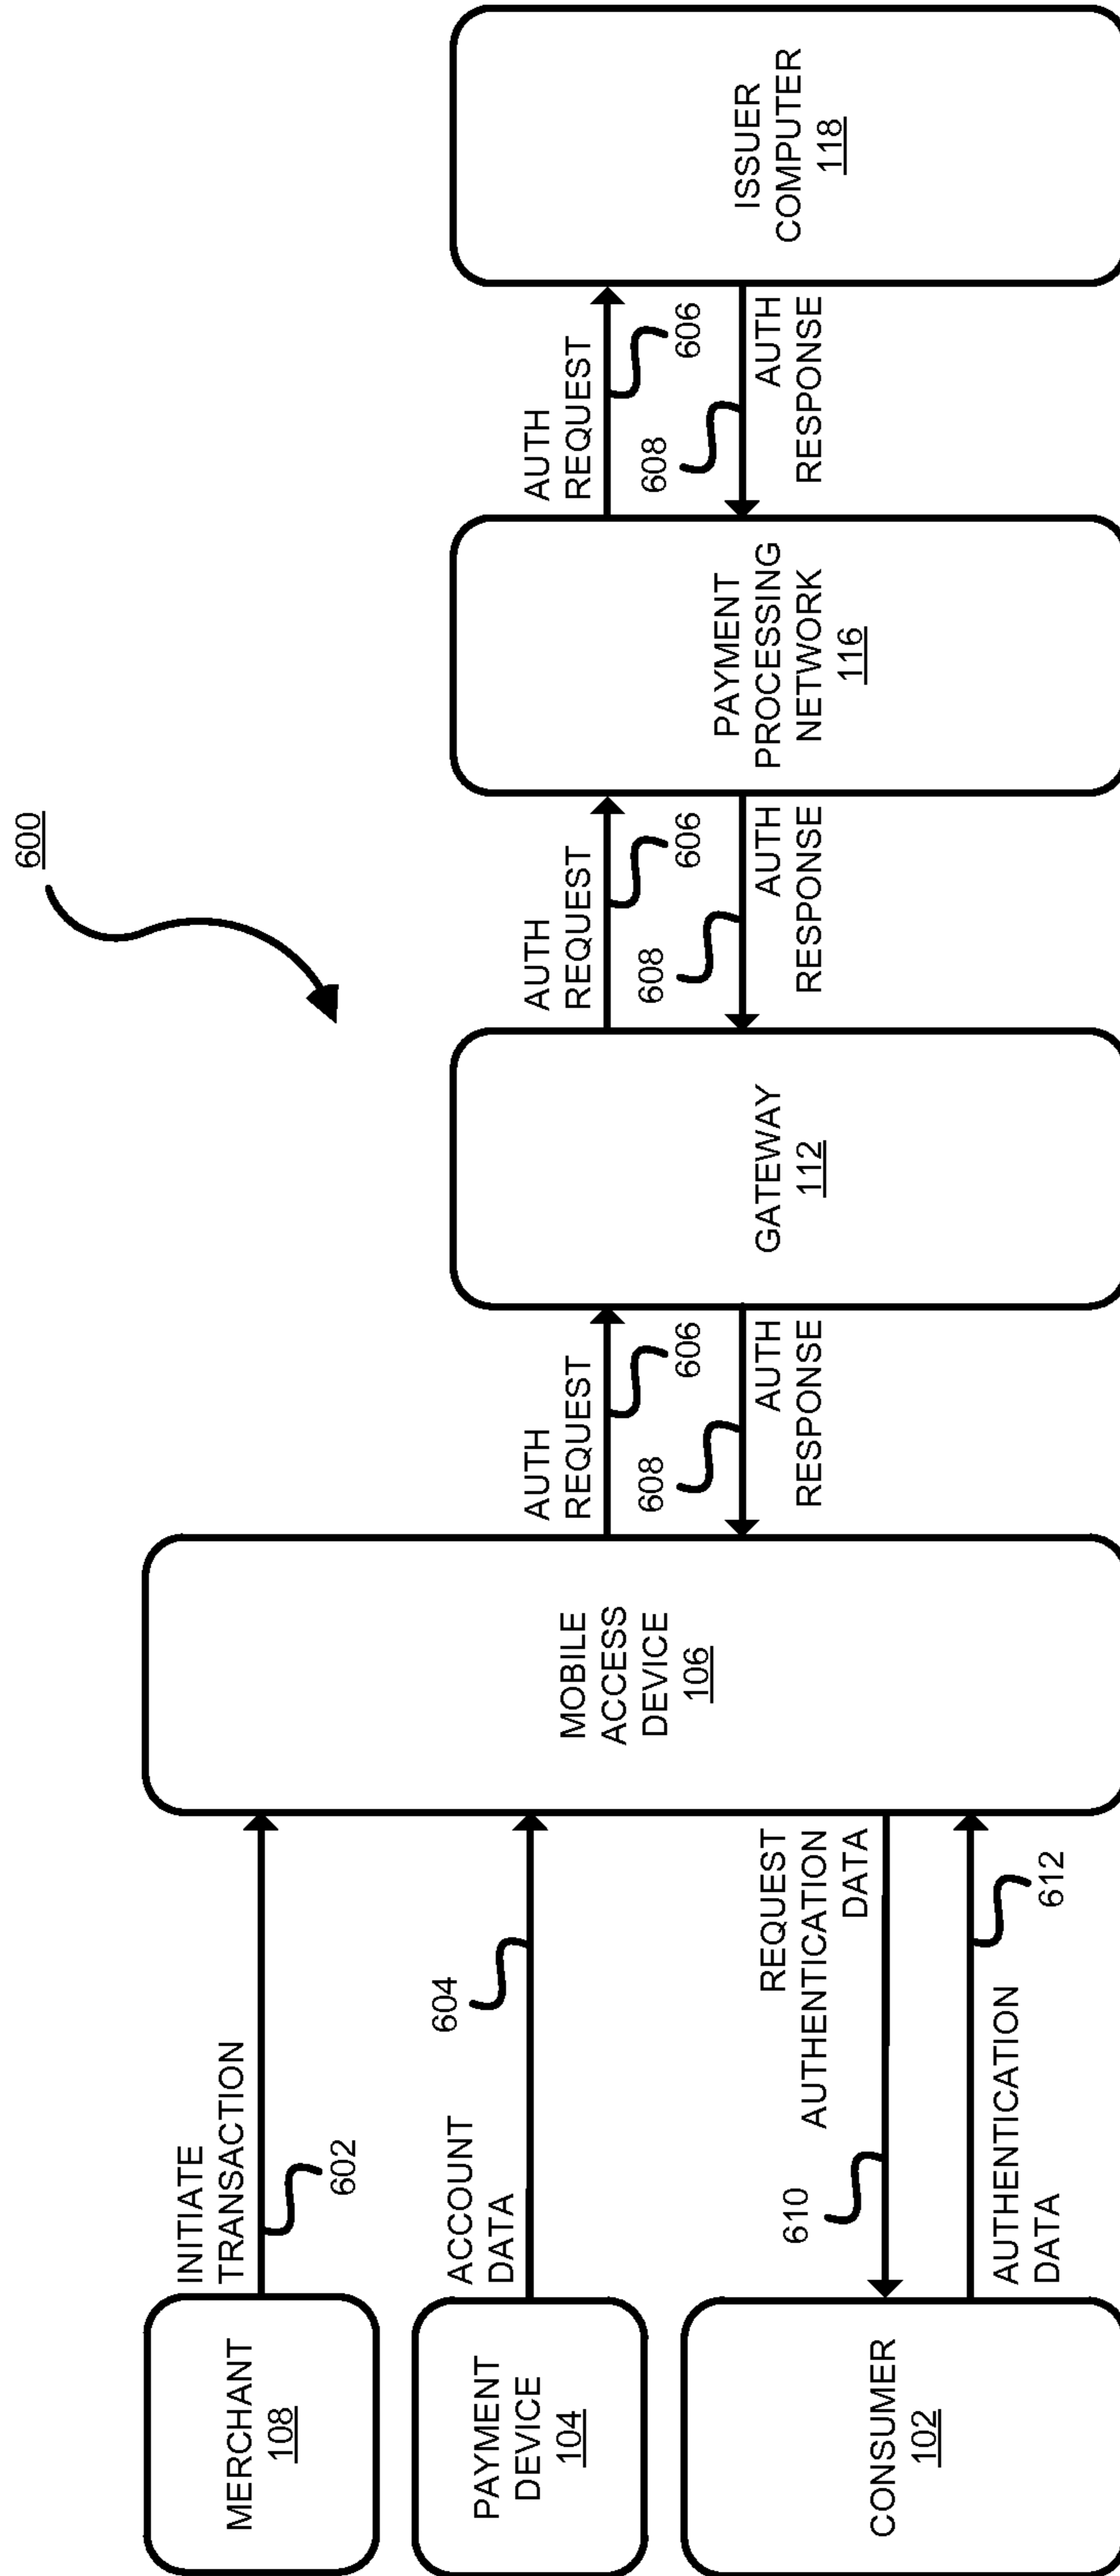 600
MERCHANT
108
INITIATE
TRANSACTION
602
PAYMENT
DEVICE
104
ACCOUNT
DATA
604
CONSUMER
102
610
REQUEST
AUTHENTICATION
DATA
AUTHENTICATION
DATA
612
MOBILE
ACCESS
DEVICE
106
AUTH
REQUEST
606
608
AUTH
RESPONSE
GATEWAY
112
AUTH
REQUEST
606
608
AUTH
RESPONSE
PAYMENT
PROCESSING
NETWORK
116
AUTH
REQUEST
606
608
AUTH
RESPONSE
ISSUER
COMPUTER
118